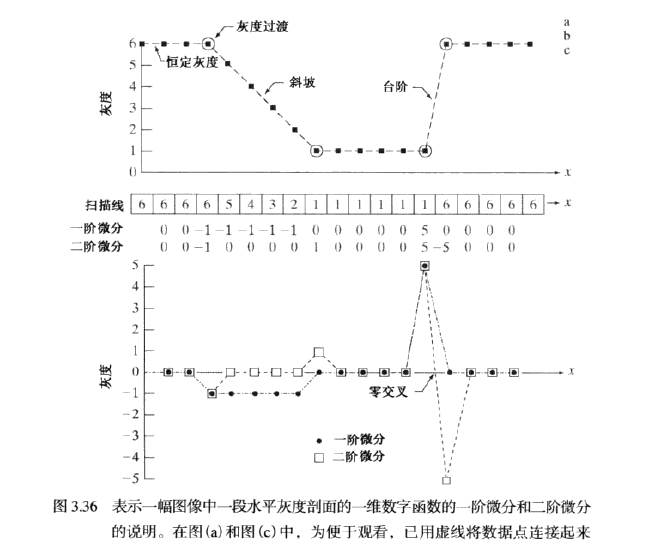 灰度过渡
a
b
c
6
恒定灰度
5
斜坡
台阶
灰度
4
3
2
1
0
x
扫描线 6 6 6 6 5 4 3 2 1 1 1 1 1 1 6 6 6 6 6 x
一阶微分 0 0 -1 -1 -1 -1 -1 0 0 0 0 0 5 0 0 0 0
二阶微分 0 0 -1 0 0 0 0 1 0 0 0 0 5 -5 0 0 0
5
4
3
2
1
灰度
0
x
-1
零交叉
-2
-3
一阶微分
-4
二阶微分
-5
图 3.36 表示一幅图像中一段水平灰度剖面的一维数字函数的一阶微分和二阶微分
的说明。在图(a)和图(c)中，为便于观看，已用虚线将数据点连接起来